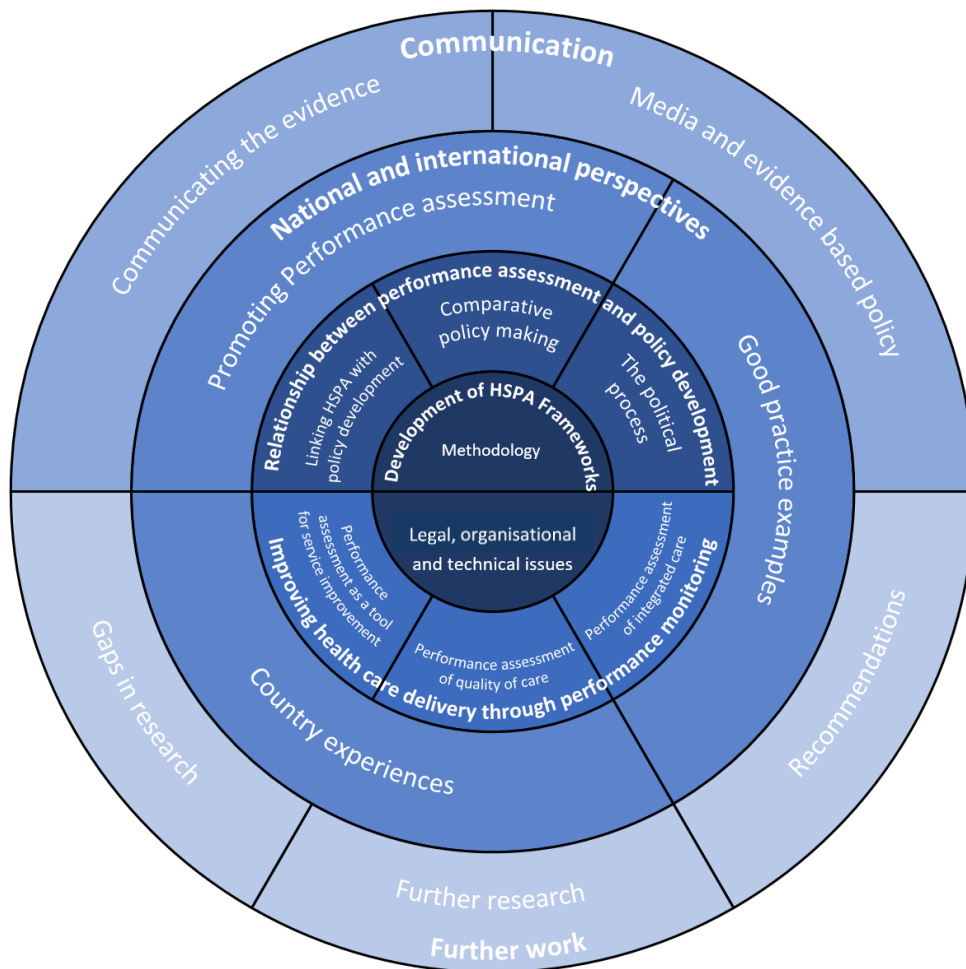 Communication
Communicating the evidence
Media and evidence based policy
National and international perspectives
Promoting Performance assessment
Good practice examples
Country experiences
Relationship between performance assessment and policy development
Linking HSPA with
policy development
Comparative
policy making
The political
process
Development of HSPA Frameworks
Methodology
Legal, organisational
and technical issues
Performance
assessment as a tool
for service improvement
Performance assessment
of quality of care
Performance assessment
of integrated care
Improving health care delivery through performance monitoring
Gaps in research
Further research
Recommendations
Further work